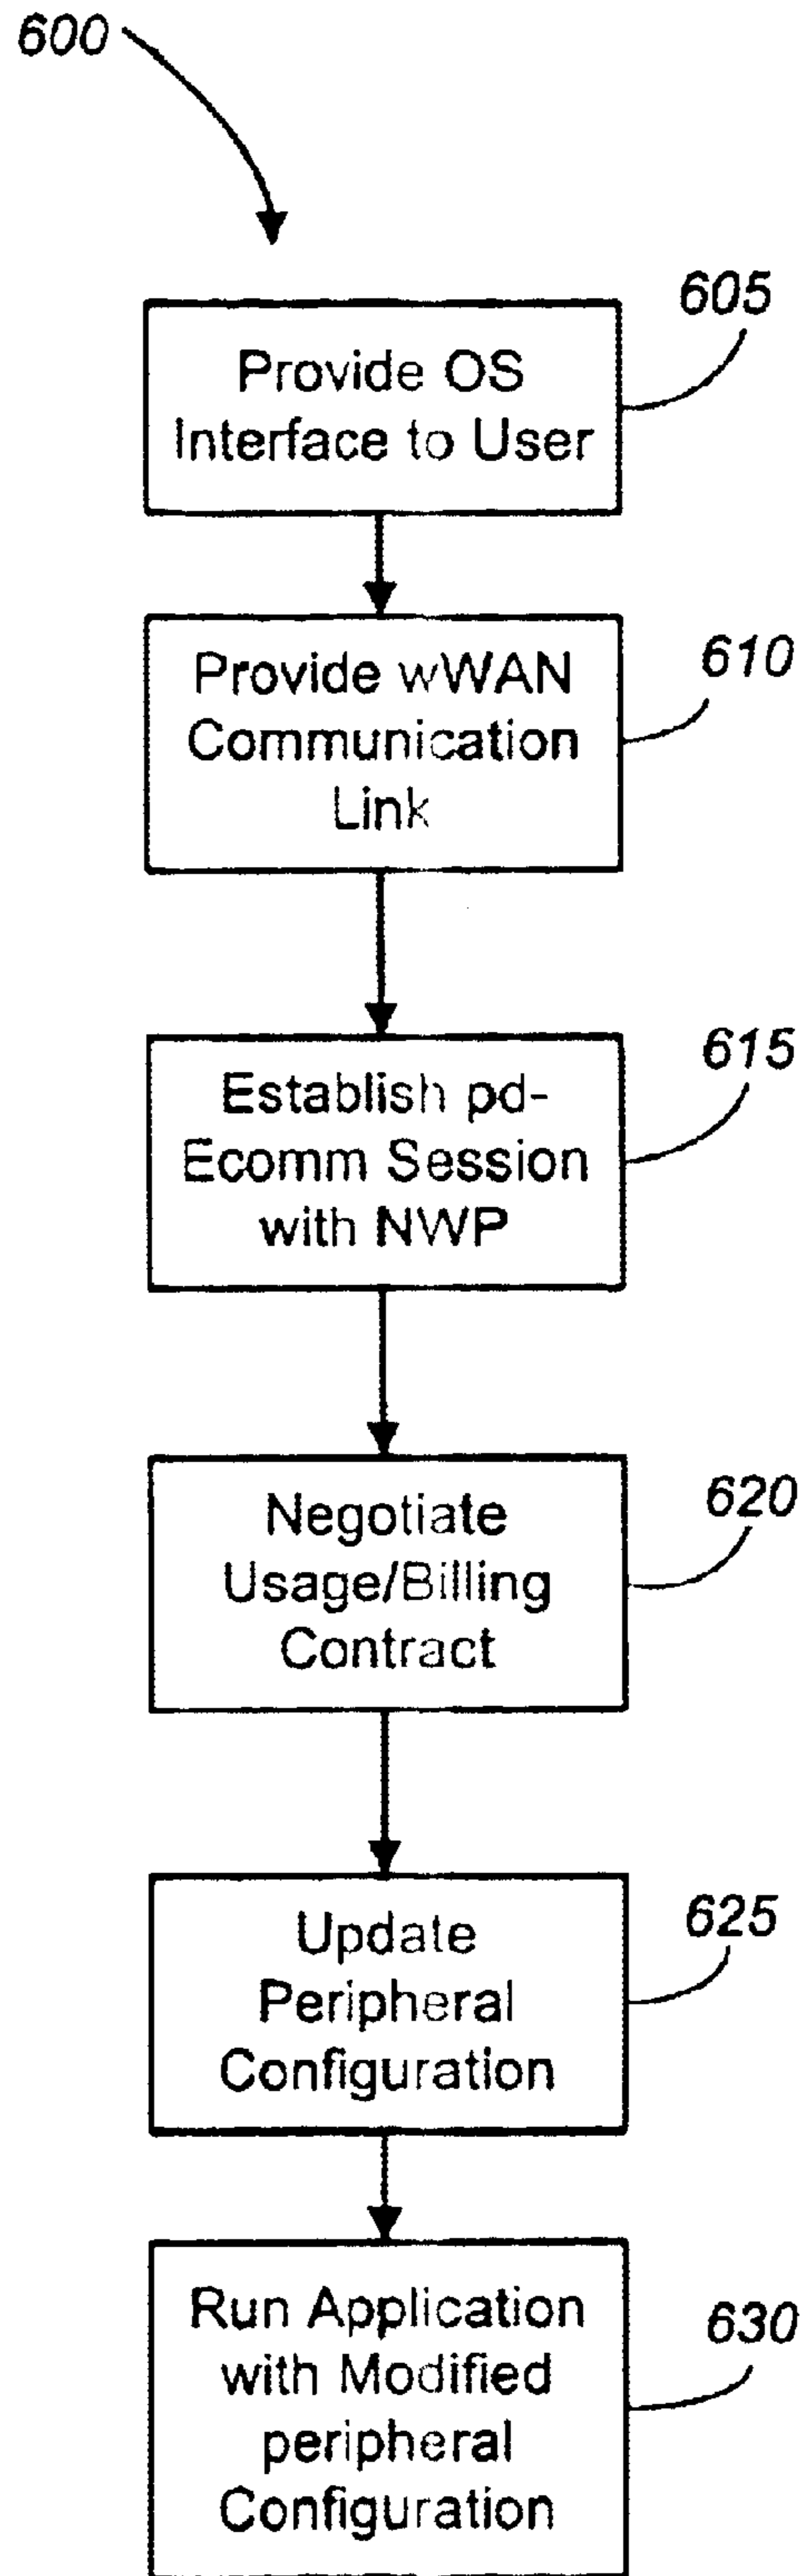 600
605
Provide OS
Interface to User
610
Provide wWAN
Communication
Link
615
Establish pd-
Ecomm Session
with NWP
620
Negotiate
Usage/Billing
Contract
625
Update
Peripheral
Configuration
630
Run Application
with Modified
peripheral
Configuration